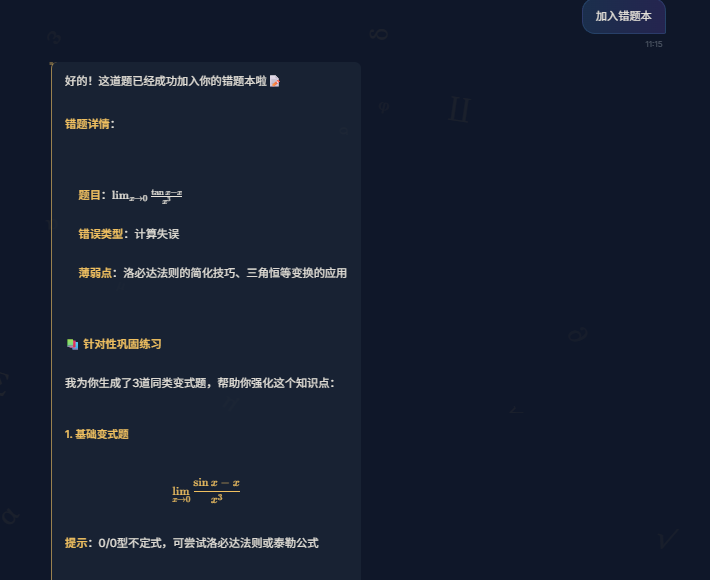 加入错题本
11:15
好的！这道题已经成功加入你的错题本啦📝
错题详情：
题目：lim_{x→0} \frac{tan x−x}{x^3}
错误类型：计算失误
薄弱点：洛必达法则的简化技巧、三角恒等变换的应用
📚 针对性巩固练习
我为你生成了3道同类变式题，帮助你强化这个知识点：
1. 基础变式题
lim_{x→0} \frac{sin x − x}{x^3}
提示：0/0型不定式，可尝试洛必达法则或泰勒公式